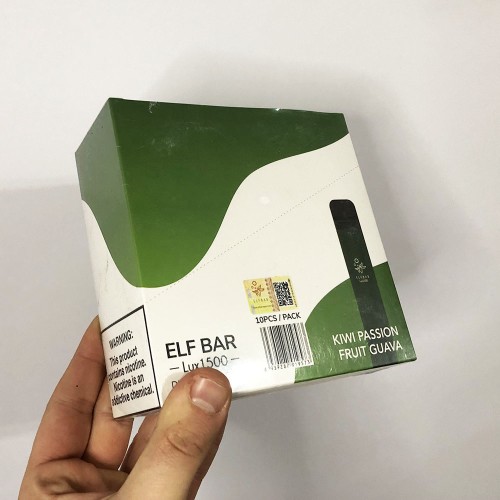 WARNING:
This product
contains nicotine.
Nicotine is an
addictive chemical.
ELF BAR
Lux1500
10PCS / PACK
KIWI PASSION
FRUIT GUAVA